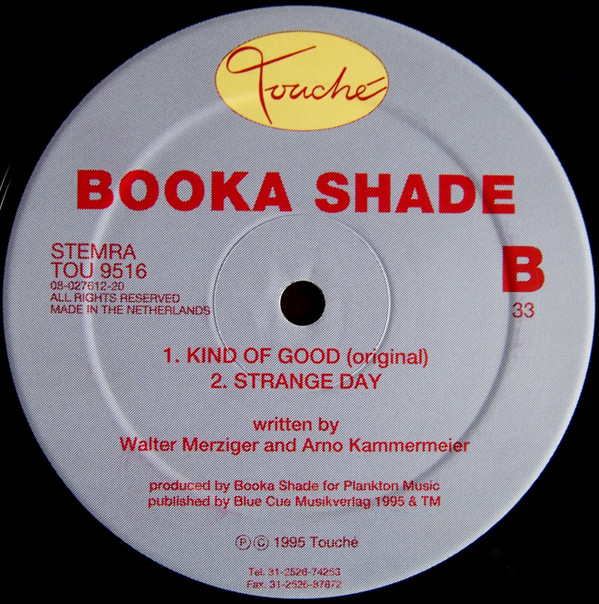 Touché
BOOKA SHADE
STEMRA
TOU 9516
08-027612-20
ALL RIGHTS RESERVED
MADE IN THE NETHERLANDS
B
33
1. KIND OF GOOD (original)
2. STRANGE DAY
written by
Walter Merziger and Arno Kammermeier
produced by Booka Shade for Plankton Music
published by Blue Cue Musikverlag 1995 & TM
Ⓟ Ⓒ 1995 Touché
Tel. 31-2526-74253
Fax. 31-2526-87872